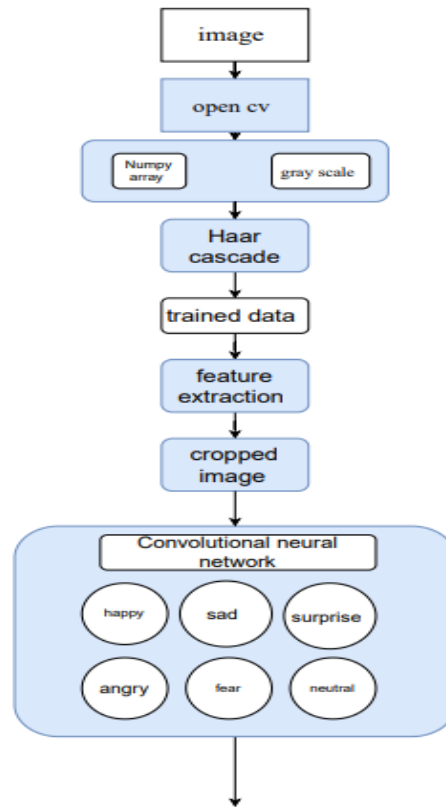 image
open cv
Numpy
array
gray scale
Haar
cascade
trained data
feature
extraction
cropped
image
Convolutional neural
network
happy
sad
surprise
angry
fear
neutral